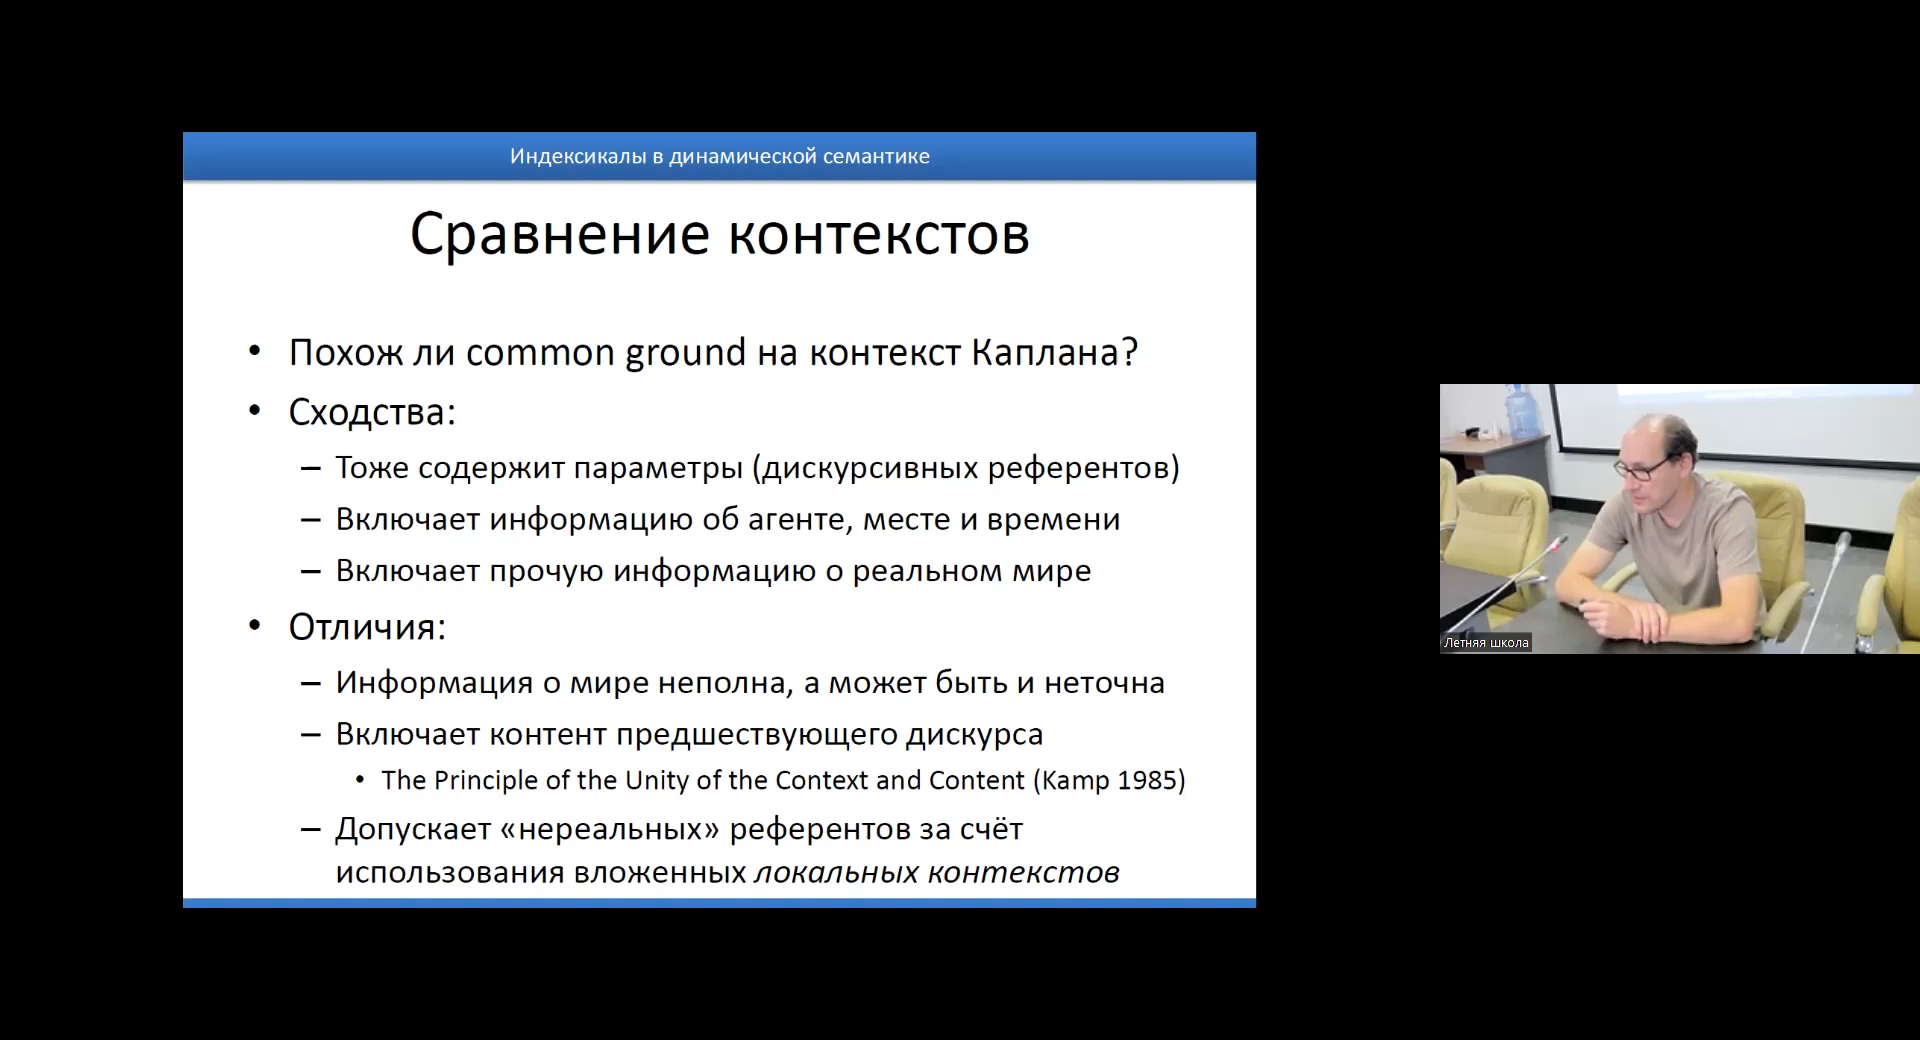 Индексикалы в динамической семантике
Сравнение контекстов
• Похож ли common ground на контекст Каплана?
• Сходства:
– Тоже содержит параметры (дискурсивных референтов)
– Включает информацию об агенте, месте и времени
– Включает прочую информацию о реальном мире
• Отличия:
– Информация о мире неполна, а может быть и неточна
– Включает контент предшествующего дискурса
• The Principle of the Unity of the Context and Content (Kamp 1985)
– Допускает «нереальных» референтов за счёт
использования вложенных локальных контекстов
Летняя школа